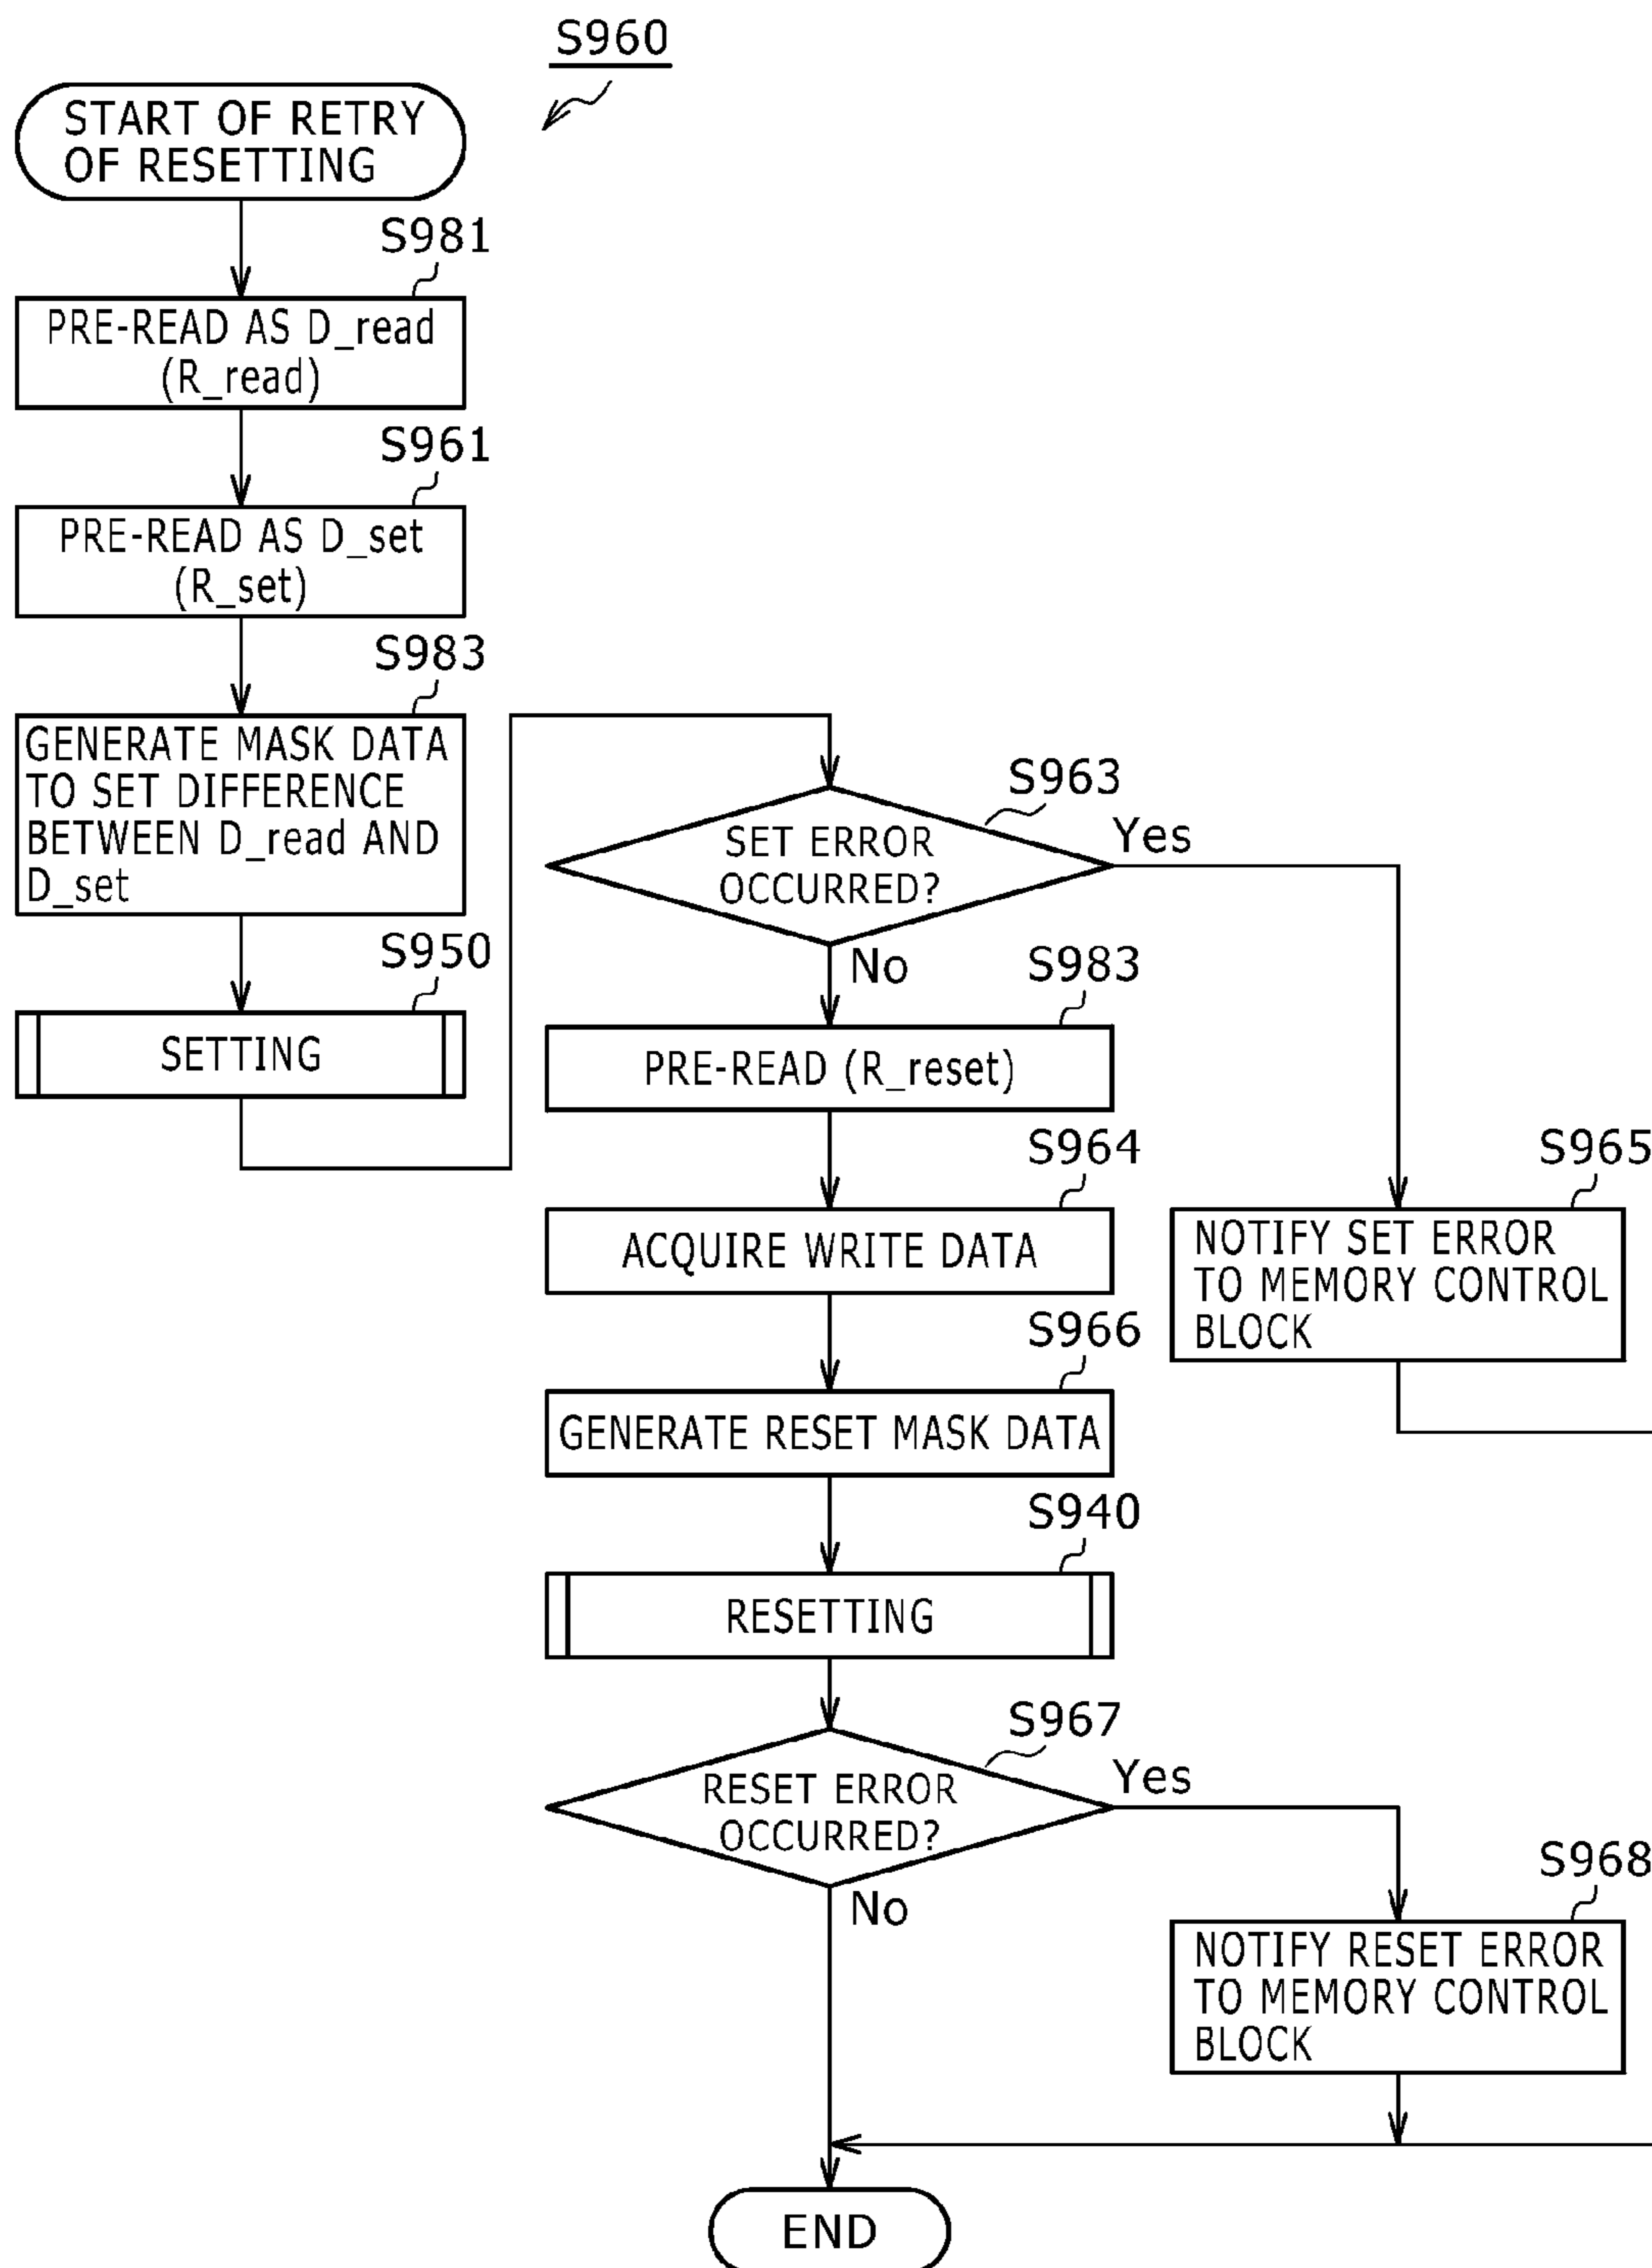 S960
START OF RETRY
OF RESETTING
S981
PRE-READ AS D_read
(R_read)
S961
PRE-READ AS D_set
(R_set)
S983
GENERATE MASK DATA
TO SET DIFFERENCE
BETWEEN D_read AND
D_set
S950
SETTING
S963
SET ERROR
OCCURRED?
Yes
No
S983
PRE-READ (R_reset)
S964
ACQUIRE WRITE DATA
S965
NOTIFY SET ERROR
TO MEMORY CONTROL
BLOCK
S966
GENERATE RESET MASK DATA
S940
RESETTING
S967
RESET ERROR
OCCURRED?
Yes
No
S968
NOTIFY RESET ERROR
TO MEMORY CONTROL
BLOCK
END